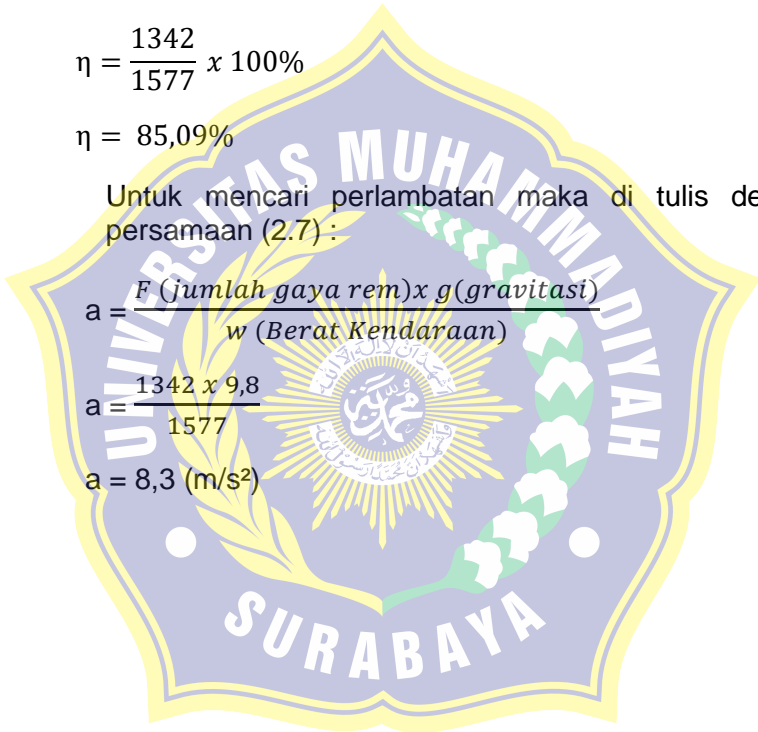 η = 1342/1577 x 100%
η = 85,09%
Untuk mencari perlambatan maka di tulis de
persamaan (2.7) :
a = F (jumlah gaya rem)x g(gravitasi)/w (Berat Kendaraan)
a = 1342 x 9,8/1577
a = 8,3 (m/s²)
UNIVERSITAS MUHAMMADIYAH
SURABAYA